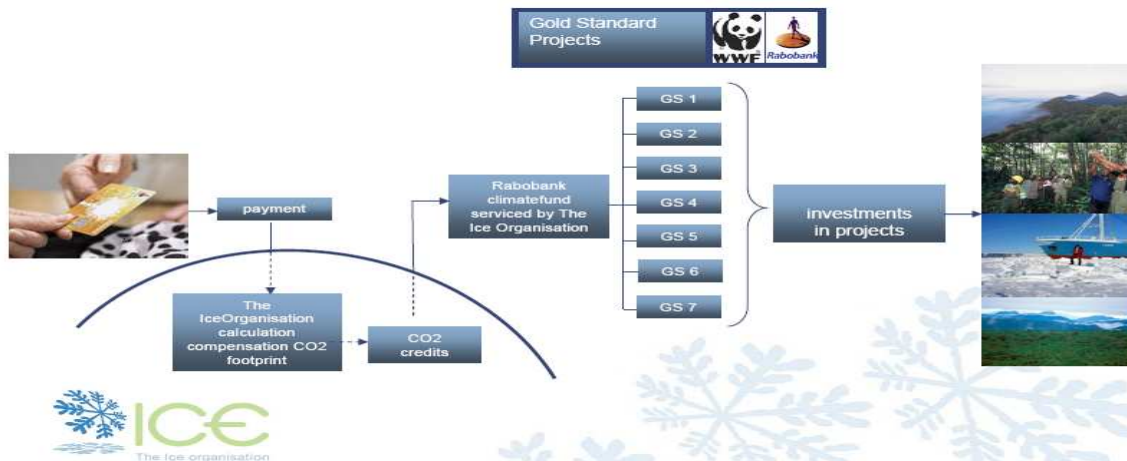 Gold Standard
Projects
WWF
Rabobank
GS 1
GS 2
GS 3
GS 4
GS 5
GS 6
GS 7
payment
Rabobank
climatefund
serviced by The
Ice Organisation
investments
in projects
The
IceOrganisation
calculation
compensation CO2
footprint
CO2
credits
ICE
The Ice organisation